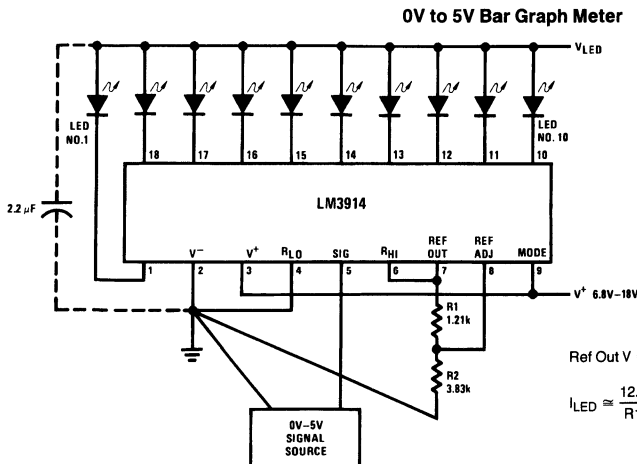 0V to 5V Bar Graph Meter
VLED
LED
NO.1
LED
NO. 10
18 17 16 15 14 13 12 11 10
2.2 µF
LM3914
V− V+ RLO SIG RHI REF OUT REF ADJ MODE
1 2 3 4 5 6 7 8 9
V+ 6.8V–18V
R1
1.21k
R2
3.83k
Ref Out V
ILED ≅ 12.
R1
0V–5V
SIGNAL
SOURCE